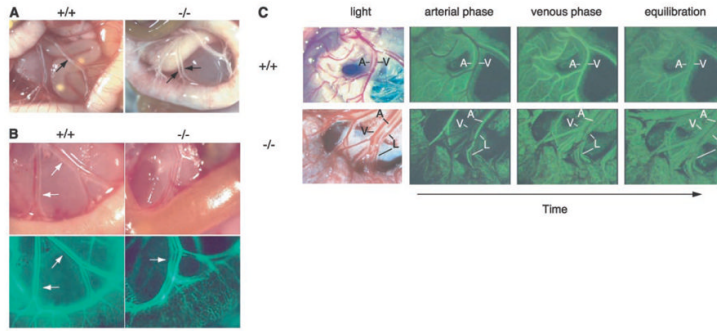 A
+/+
-/-
B
+/+
-/-
C
light
arterial phase
venous phase
equilibration
+/+
A V
A V
A V
A V
-/-
A
V
L
A
V
L
A
V
L
A
V
L
Time